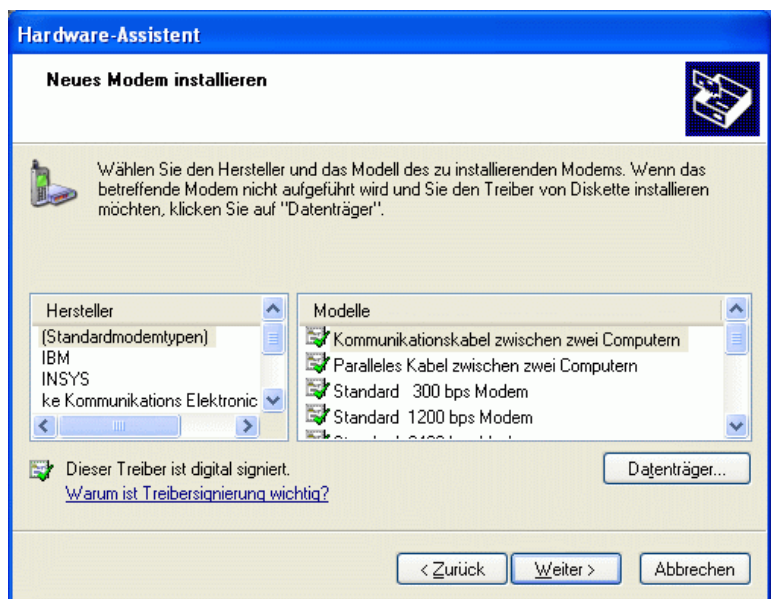 Hardware-Assistent
Neues Modem installieren
Wählen Sie den Hersteller und das Modell des zu installierenden Modems. Wenn das
betreffende Modem nicht aufgeführt wird und Sie den Treiber von Diskette installieren
möchten, klicken Sie auf "Datenträger".
Hersteller
(Standardmodemtypen)
IBM
INSYS
ke Kommunikations Elektronic
Modelle
Kommunikationskabel zwischen zwei Computern
Paralleles Kabel zwischen zwei Computern
Standard 300 bps Modem
Standard 1200 bps Modem
Dieser Treiber ist digital signiert.
Warum ist Treibersignierung wichtig?
Datenträger...
< Zurück
Weiter >
Abbrechen